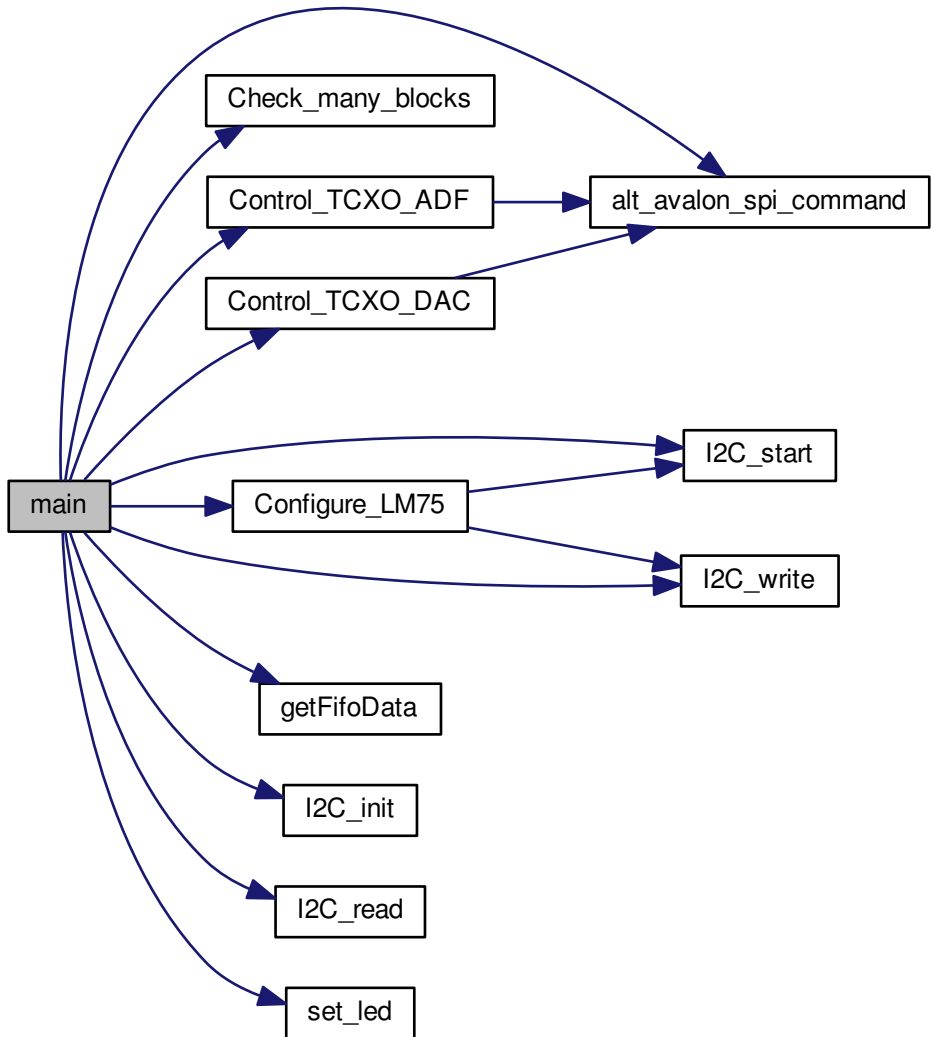 Check_many_blocks
Control_TCXO_ADF
alt_avalon_spi_command
Control_TCXO_DAC
I2C_start
main
Configure_LM75
I2C_write
getFifoData
I2C_init
I2C_read
set_led